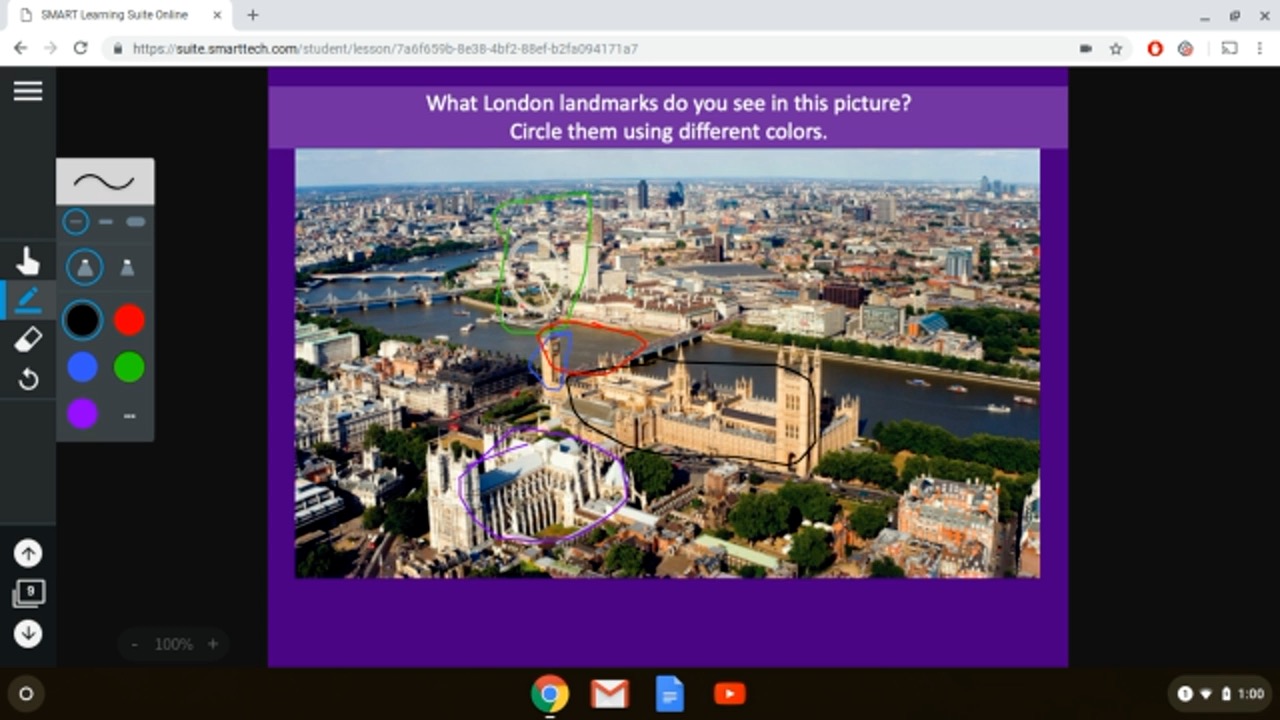 SMART Learning Suite Online
https://suite.smarttech.com/student/lesson/7a6f659b-8e38-4bf2-88ef-b2fa094171a7
What London landmarks do you see in this picture?
Circle them using different colors.
9
- 100% +
1 1:00